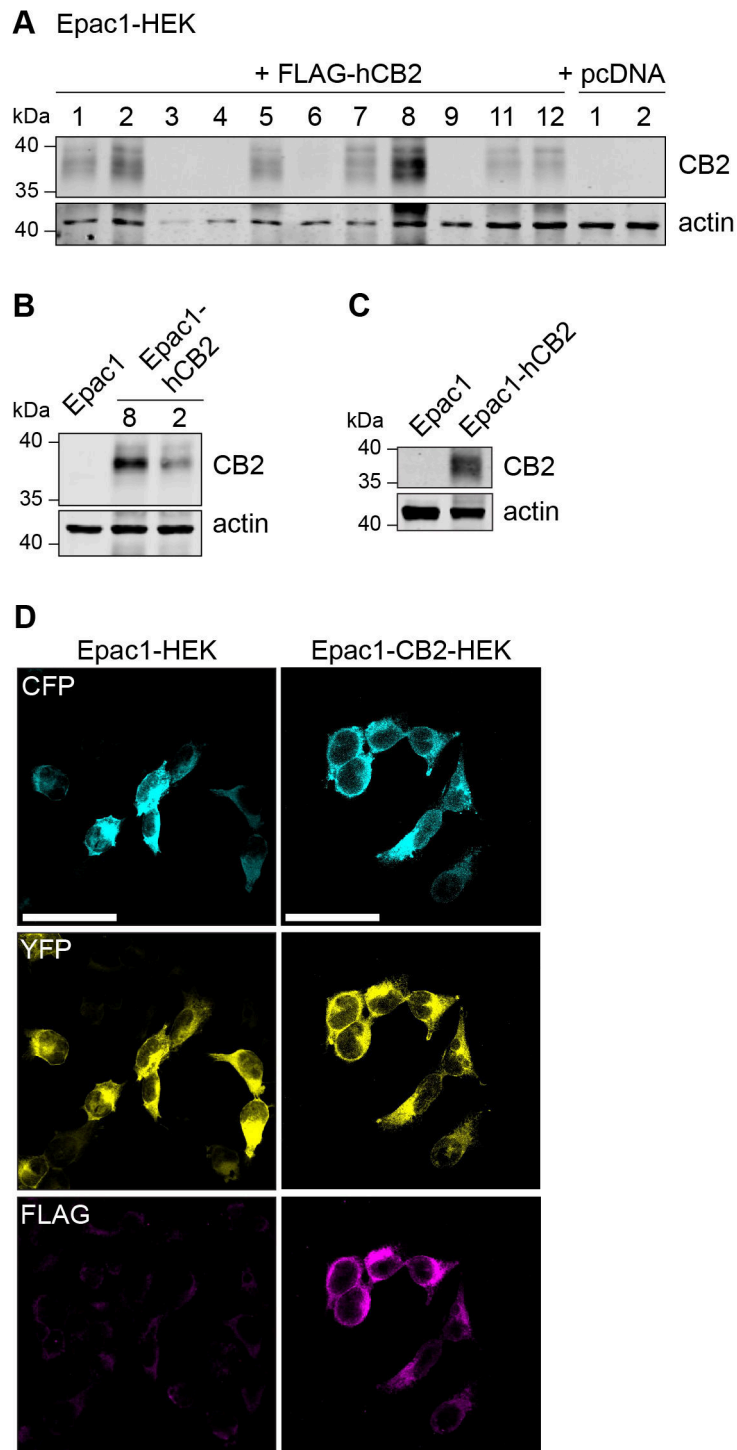 A Epac1-HEK
+ FLAG-hCB2 + pcDNA
kDa 1 2 3 4 5 6 7 8 9 11 12 1 2
40
CB2
35
40 actin
B
Epac1
Epac1-
hCB2
kDa 8 2
40
CB2
35
actin
40
C
Epac1
Epac1-hCB2
kDa
40
CB2
35
actin
40
D
Epac1-HEK Epac1-CB2-HEK
CFP
YFP
FLAG